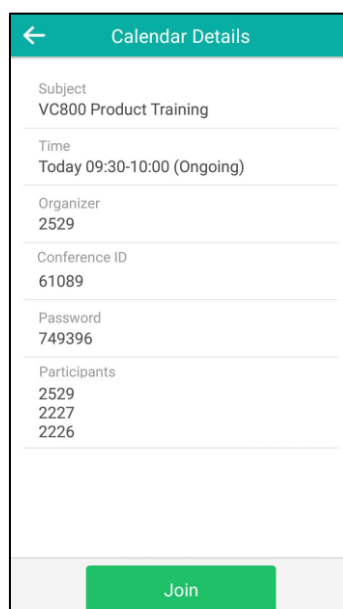 Calendar Details
Subject
VC800 Product Training
Time
Today 09:30-10:00 (Ongoing)
Organizer
2529
Conference ID
61089
Password
749396
Participants
2529
2227
2226
Join